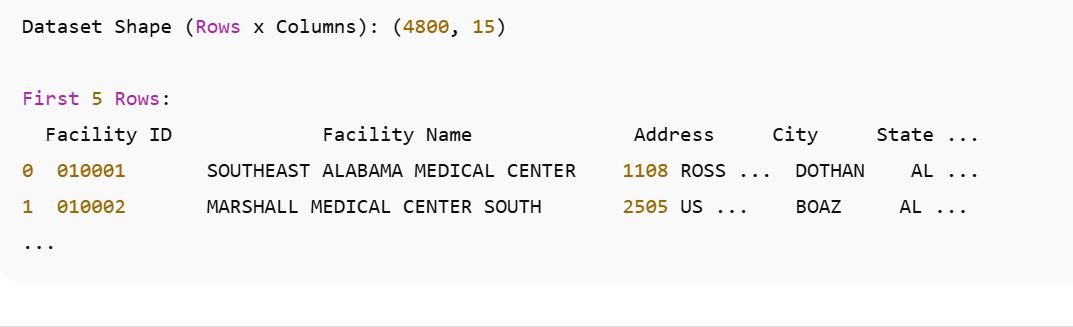 Dataset Shape (Rows x Columns): (4800, 15)
First 5 Rows:
Facility ID Facility Name Address City State ...
0 010001 SOUTHEAST ALABAMA MEDICAL CENTER 1108 ROSS ... DOTHAN AL ...
1 010002 MARSHALL MEDICAL CENTER SOUTH 2505 US ... BOAZ AL ...
...